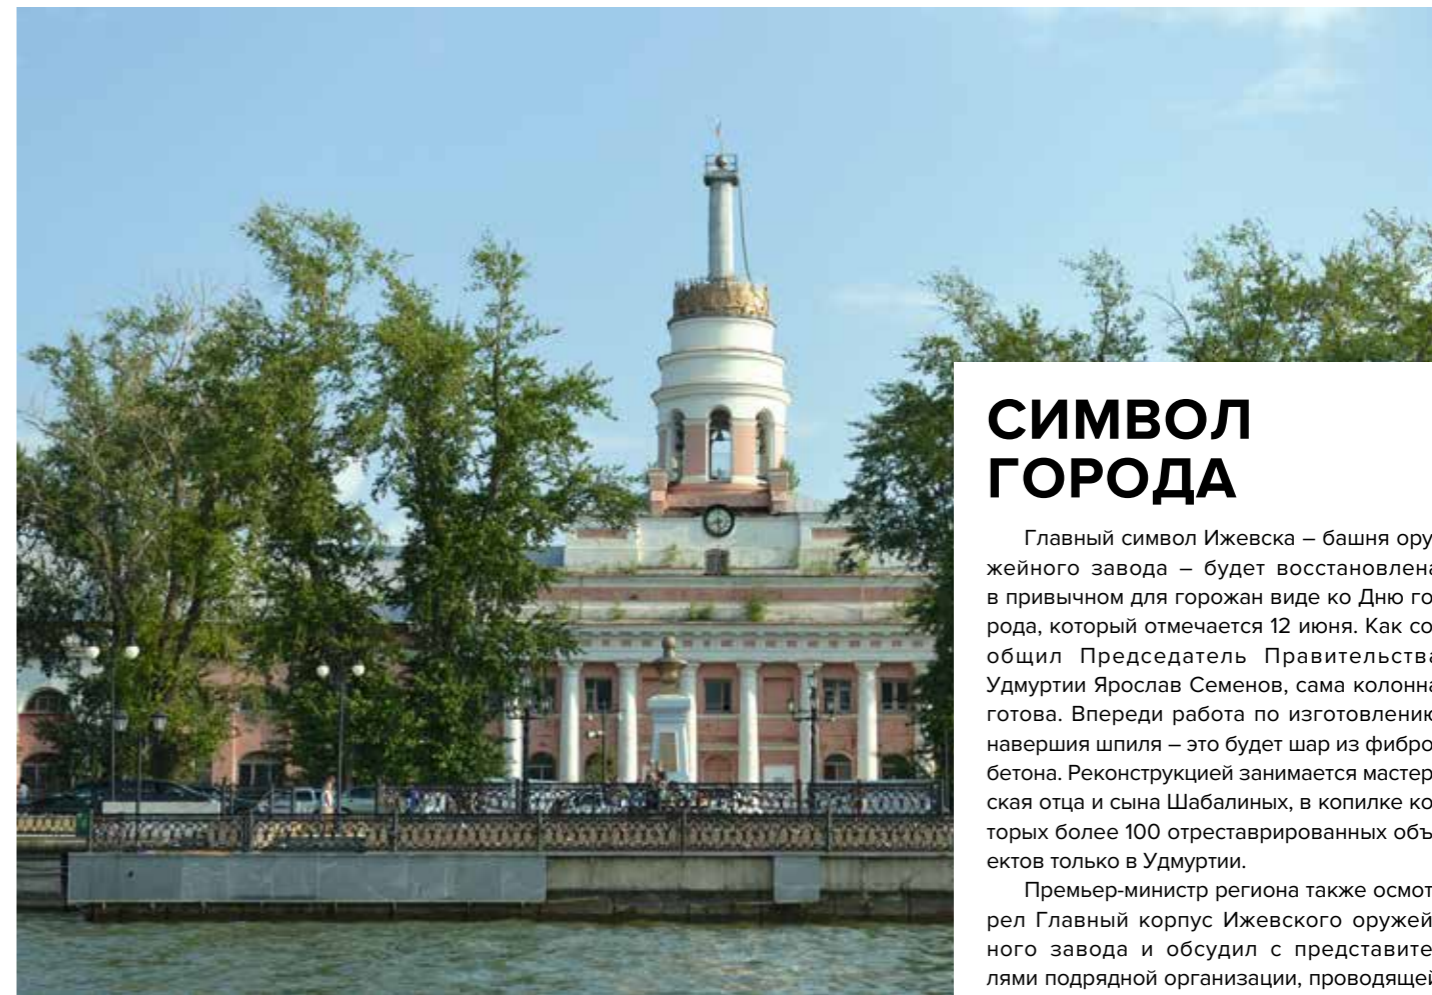 СИМВОЛ
ГОРОДА
Главный символ Ижевска – башня ору
жейного завода – будет восстановлена
в привычном для горожан виде ко Дню го
рода, который отмечается 12 июня. Как со
общил Председатель Правительства
Удмуртии Ярослав Семенов, сама колонна
готова. Впереди работа по изготовлению
навершия шпиля – это будет шар из фибро
бетона. Реконструкцией занимается мастер
ская отца и сына Шабалиных, в копилке ко
торых более 100 отреставрированных объ
ектов только в Удмуртии.
Премьер-министр региона также осмот
рел Главный корпус Ижевского оружей
ного завода и обсудил с представите
лями подрядной организации, проводящей